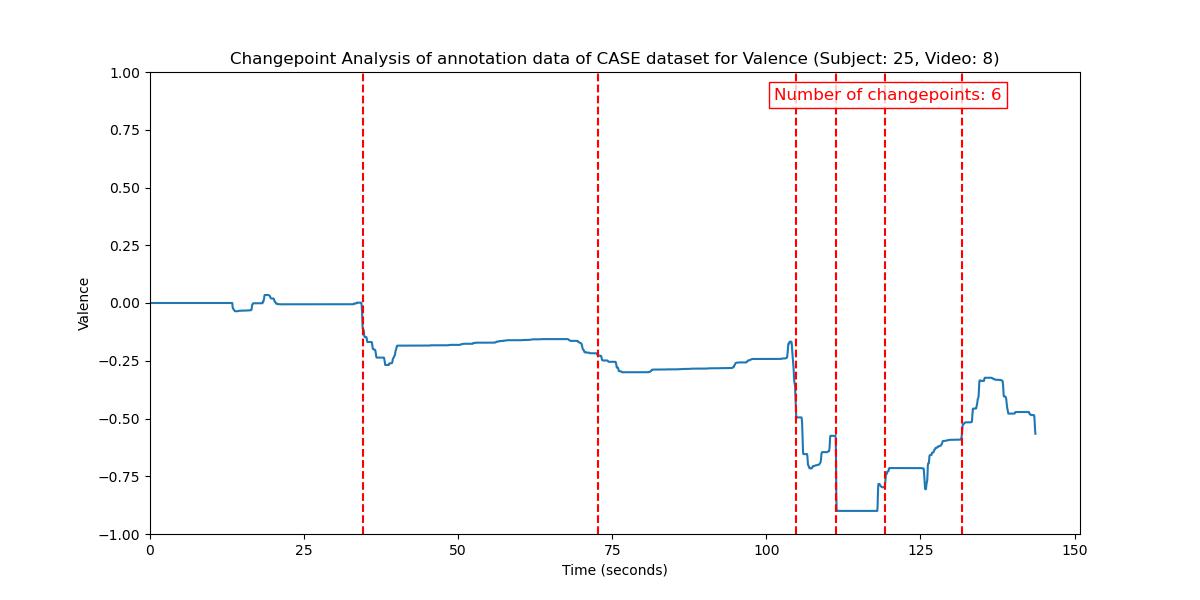 Changepoint Analysis of annotation data of CASE dataset for Valence (Subject: 25, Video: 8)
Number of changepoints: 6
Valence
1.00
0.75
0.50
0.25
0.00
−0.25
−0.50
−0.75
−1.00
0 25 50 75 100 125 150
Time (seconds)